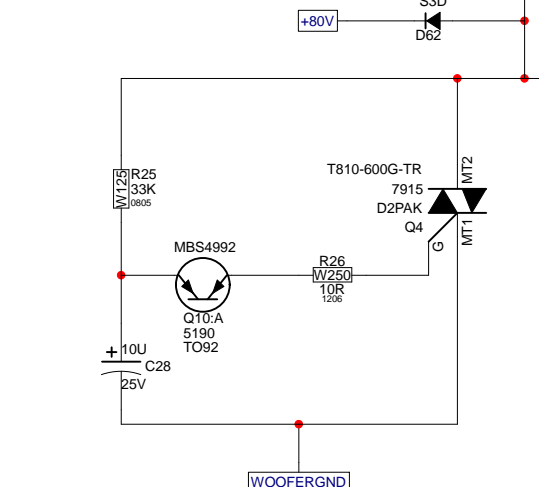 S3D
+80V
D62
T810-600G-TR
7915
D2PAK
Q4
MT2
MT1
G
W125
R25
33K
0805
MBS4992
Q10:A
5190
TO92
R26
W250
10R
1206
+
10U
C28
25V
WOOFERGND